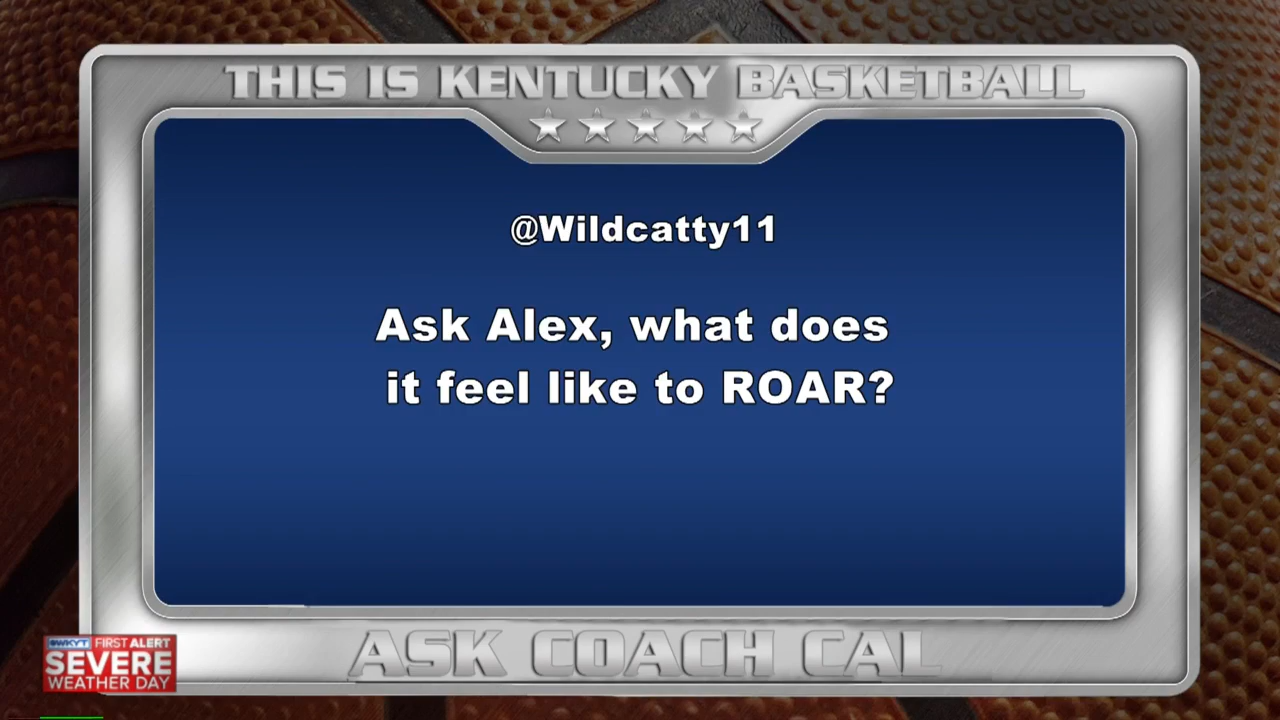 THIS IS KENTUCKY BASKETBALL
@Wildcatty11
Ask Alex, what does
it feel like to ROAR?
ASK COACH CAL
WKYT FIRST ALERT
SEVERE
WEATHER DAY